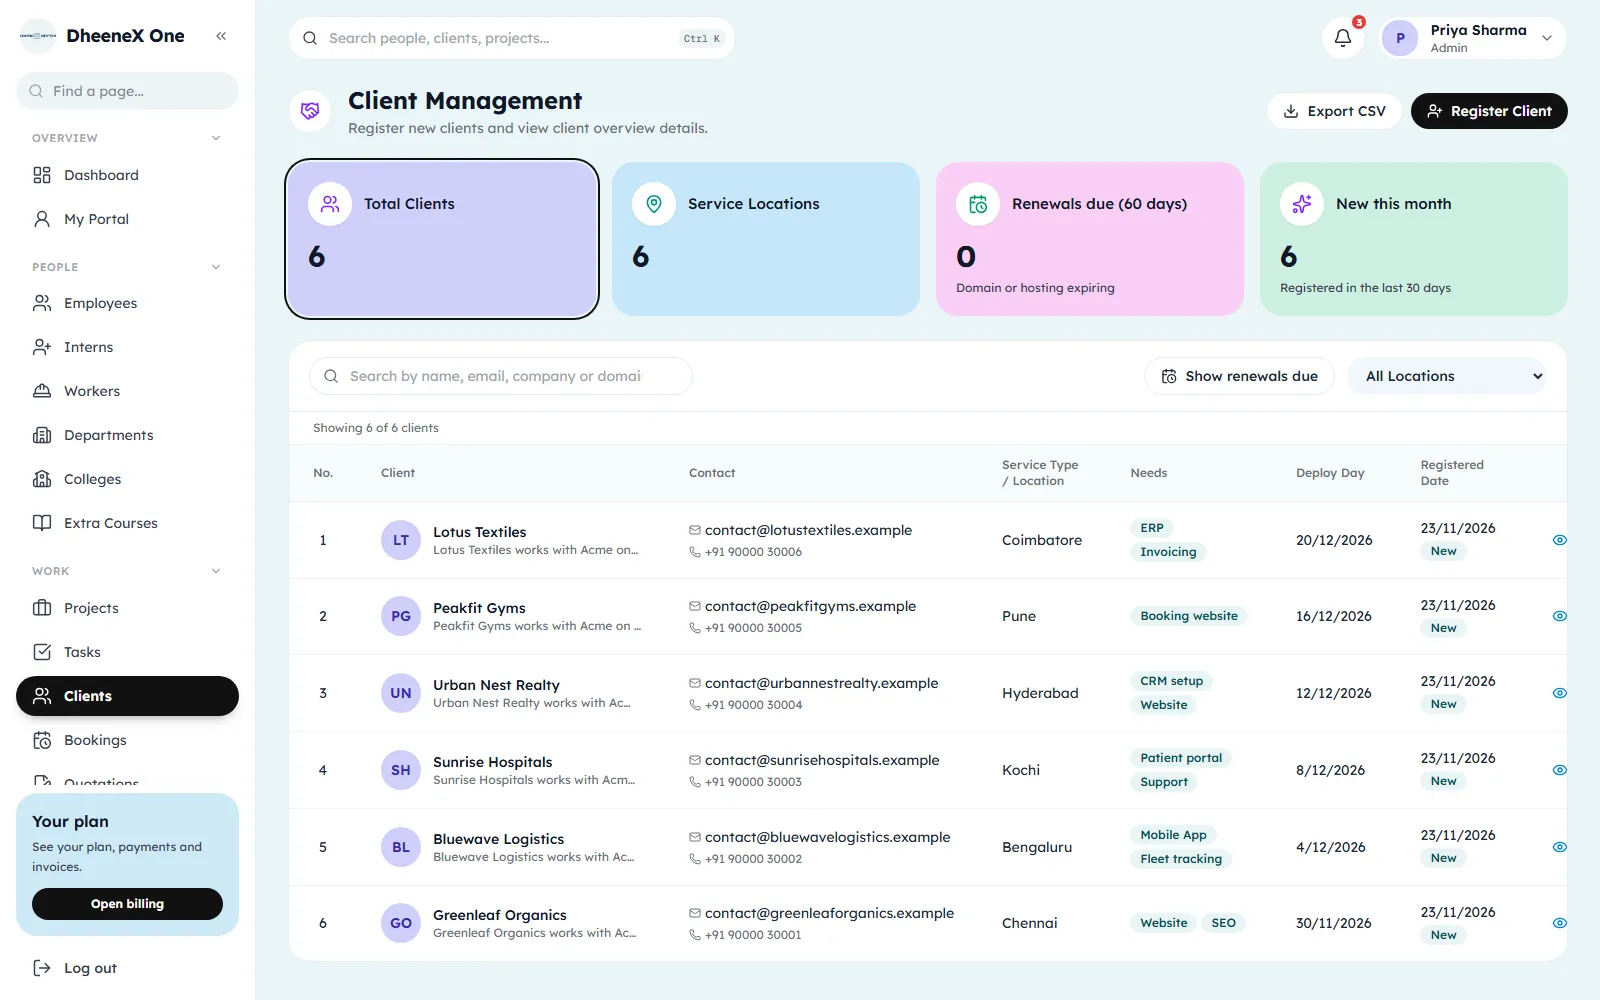 DheeneX One
Find a page...
OVERVIEW
Dashboard
My Portal
PEOPLE
Employees
Interns
Workers
Departments
Colleges
Extra Courses
WORK
Projects
Tasks
Clients
Bookings
Quotations
Your plan
See your plan, payments and
invoices.
Open billing
Log out
Search people, clients, projects...
Ctrl K
3
P
Priya Sharma
Admin
Client Management
Register new clients and view client overview details.
Export CSV
Register Client
Total Clients
6
Service Locations
6
Renewals due (60 days)
0
Domain or hosting expiring
New this month
6
Registered in the last 30 days
Search by name, email, company or domai
Show renewals due
All Locations
Showing 6 of 6 clients
No. Client Contact Service Type / Location Needs Deploy Day Registered Date
1
LT
Lotus Textiles
Lotus Textiles works with Acme on...
contact@lotustextiles.example
+91 90000 30006
Coimbatore
ERP
Invoicing
20/12/2026
23/11/2026
New
2
PG
Peakfit Gyms
Peakfit Gyms works with Acme on ...
contact@peakfitgyms.example
+91 90000 30005
Pune
Booking website
16/12/2026
23/11/2026
New
3
UN
Urban Nest Realty
Urban Nest Realty works with Ac...
contact@urbannestrealty.example
+91 90000 30004
Hyderabad
CRM setup
Website
12/12/2026
23/11/2026
New
4
SH
Sunrise Hospitals
Sunrise Hospitals works with Acm...
contact@sunrisehospitals.example
+91 90000 30003
Kochi
Patient portal
Support
8/12/2026
23/11/2026
New
5
BL
Bluewave Logistics
Bluewave Logistics works with Ac...
contact@bluewavelogistics.example
+91 90000 30002
Bengaluru
Mobile App
Fleet tracking
4/12/2026
23/11/2026
New
6
GO
Greenleaf Organics
Greenleaf Organics works with Ac...
contact@greenleaforganics.example
+91 90000 30001
Chennai
Website SEO
30/11/2026
23/11/2026
New